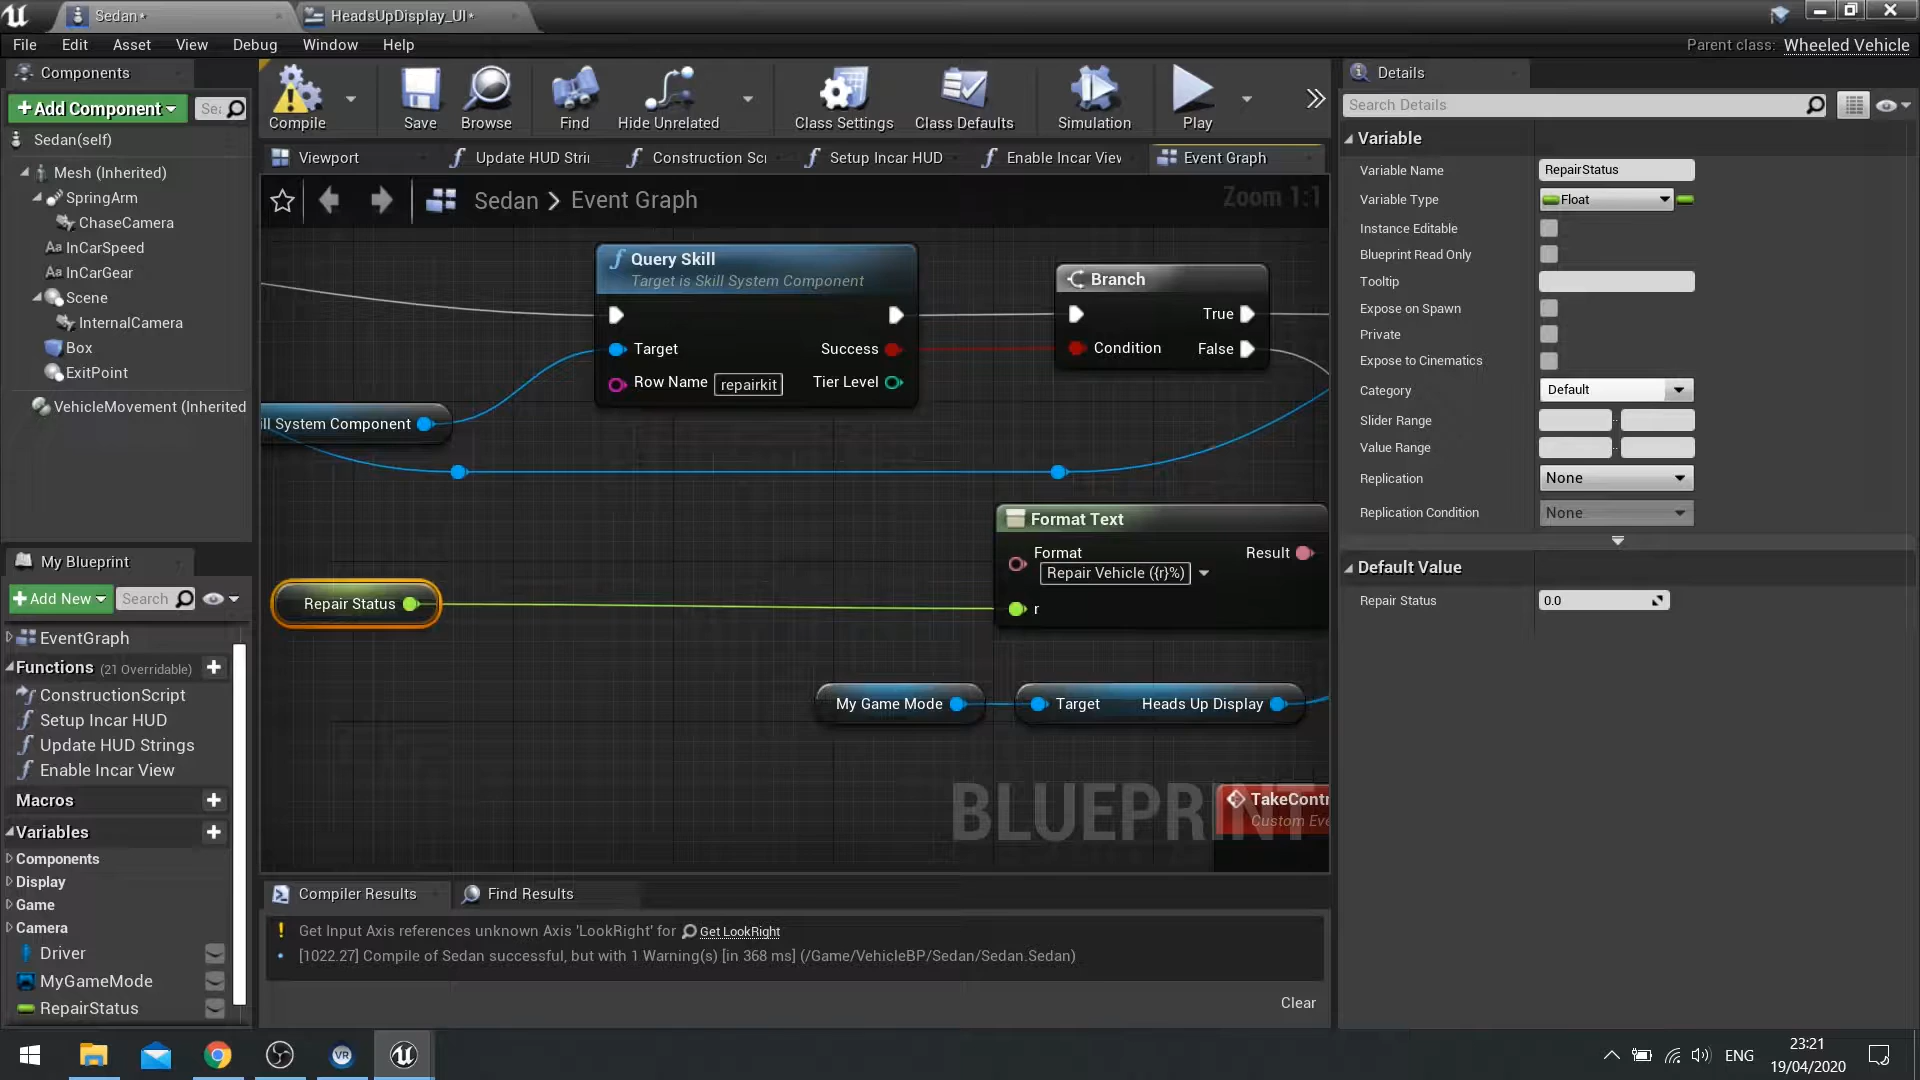 Sedan*
HeadsUpDisplay_UI*
File Edit Asset View Debug Window Help
Parent class: Wheeled Vehicle
Components
+ Add Component
Sedan(self)
Mesh (Inherited)
SpringArm
ChaseCamera
InCarSpeed
InCarGear
Scene
InternalCamera
Box
ExitPoint
VehicleMovement (Inherited
My Blueprint
+ Add New
Search
EventGraph
Functions (21 Overridable)
ConstructionScript
Setup Incar HUD
Update HUD Strings
Enable Incar View
Macros
Variables
Components
Display
Game
Camera
Driver
MyGameMode
RepairStatus
Compile
Save
Browse
Find
Hide Unrelated
Class Settings
Class Defaults
Simulation
Play
Viewport
Update HUD Stri
Construction Sc
Setup Incar HUD
Enable Incar Vie
Event Graph
Sedan > Event Graph
Zoom 1:1
Query Skill
Target is Skill System Component
Target
Success
Row Name repairkit
Tier Level
Branch
True
Condition
False
ill System Component
Format Text
Format
Result
Repair Vehicle ({r}%)
Repair Status
r
My Game Mode
Target
Heads Up Display
BLUEPRINT
TakeContr
Custom Eve
Compiler Results
Find Results
Get Input Axis references unknown Axis 'LookRight' for Get LookRight
[1022.27] Compile of Sedan successful, but with 1 Warning(s) [in 368 ms] (/Game/VehicleBP/Sedan/Sedan.Sedan)
Clear
Details
Search Details
Variable
Variable Name RepairStatus
Variable Type Float
Instance Editable
Blueprint Read Only
Tooltip
Expose on Spawn
Private
Expose to Cinematics
Category Default
Slider Range
Value Range
Replication None
Replication Condition None
Default Value
Repair Status 0.0
VR
ENG
23:21
19/04/2020